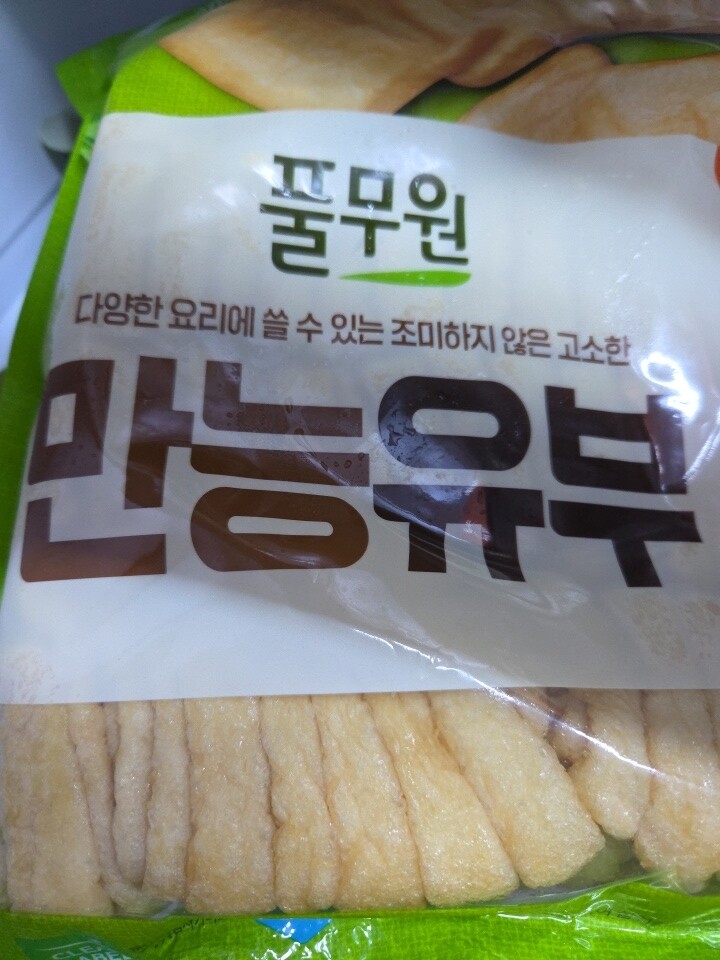 풀무원
다양한 요리에 쓸 수 있는 조미하지 않은 고소한
만능유부